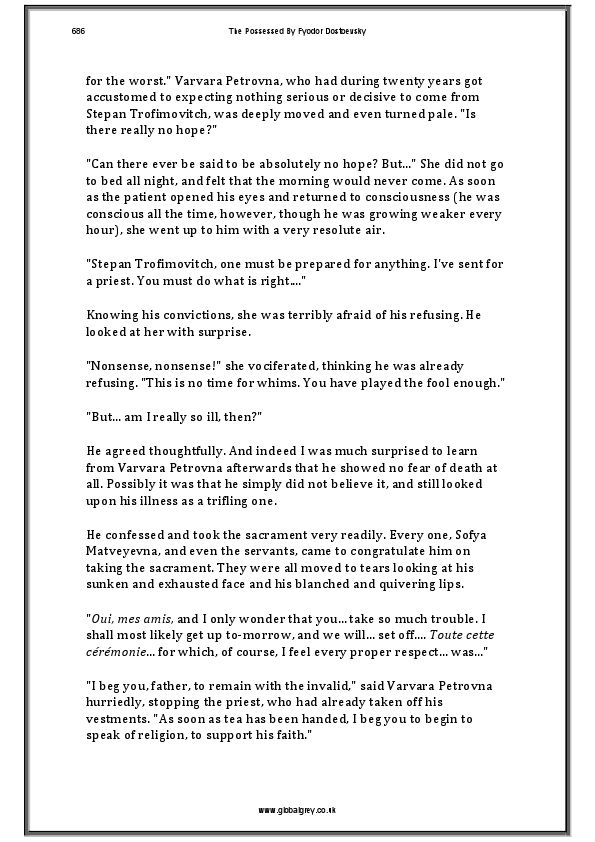 686
The Possessed By Fyodor Dostoevsky
for the worst." Varvara Petrovna, who had during twenty years got
accustomed to expecting nothing serious or decisive to come from
Stepan Trofimovitch, was deeply moved and even turned pale. "Is
there really no hope?"
"Can there ever be said to be absolutely no hope? But..." She did not go
to bed all night, and felt that the morning would never come. As soon
as the patient opened his eyes and returned to consciousness (he was
conscious all the time, however, though he was growing weaker every
hour), she went up to him with a very resolute air.
"Stepan Trofimovitch, one must be prepared for anything. I've sent for
a priest. You must do what is right...."
Knowing his convictions, she was terribly afraid of his refusing. He
looked at her with surprise.
"Nonsense, nonsense!" she vociferated, thinking he was already
refusing. "This is no time for whims. You have played the fool enough."
"But... am I really so ill, then?"
He agreed thoughtfully. And indeed I was much surprised to learn
from Varvara Petrovna afterwards that he showed no fear of death at
all. Possibly it was that he simply did not believe it, and still looked
upon his illness as a trifling one.
He confessed and took the sacrament very readily. Every one, Sofya
Matveyevna, and even the servants, came to congratulate him on
taking the sacrament. They were all moved to tears looking at his
sunken and exhausted face and his blanched and quivering lips.
"Oui, mes amis, and I only wonder that you... take so much trouble. I
shall most likely get up to-morrow, and we will... set off.... Toute cette
cérémonie... for which, of course, I feel every proper respect... was..."
"I beg you, father, to remain with the invalid," said Varvara Petrovna
hurriedly, stopping the priest, who had already taken off his
vestments. "As soon as tea has been handed, I beg you to begin to
speak of religion, to support his faith."
www.globalgrey.co.uk